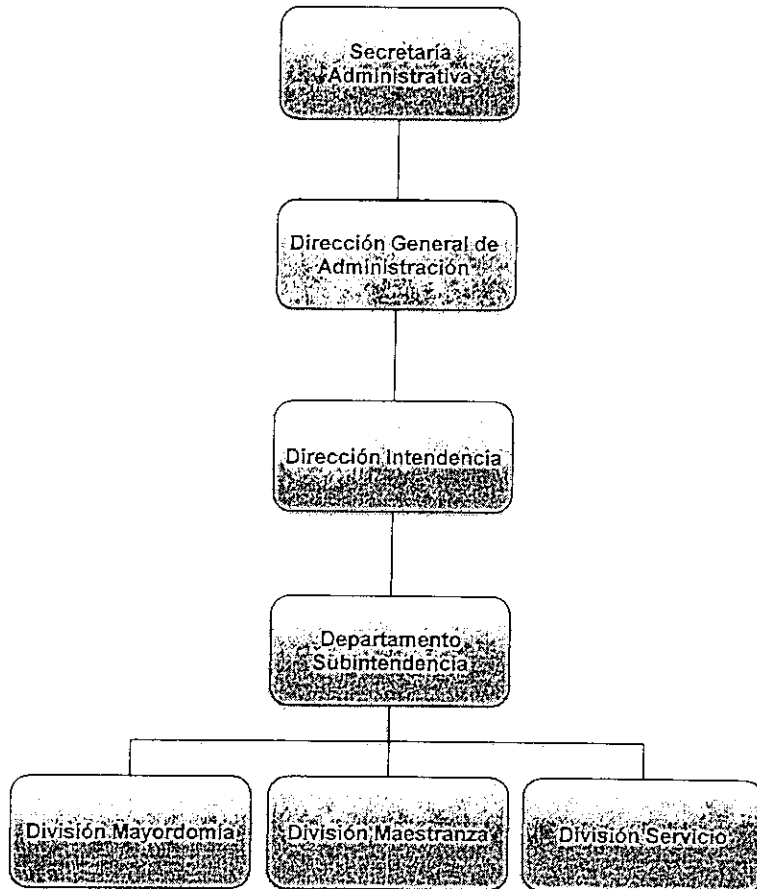 Secretaría
Administrativa
Dirección General de
Administración
Dirección Intendencia
Departamento
Subintendencia
División Mayordomía
División Maestranza
División Servicio